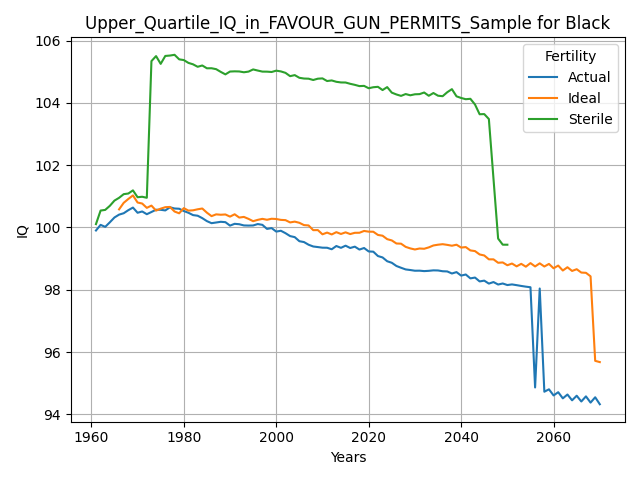 Upper_Quartile_IQ_in_FAVOUR_GUN_PERMITS_Sample for Black
106
104
102
100
98
96
94
IQ
Fertility
Actual
Ideal
Sterile
1960
1980
2000
2020
2040
2060
Years